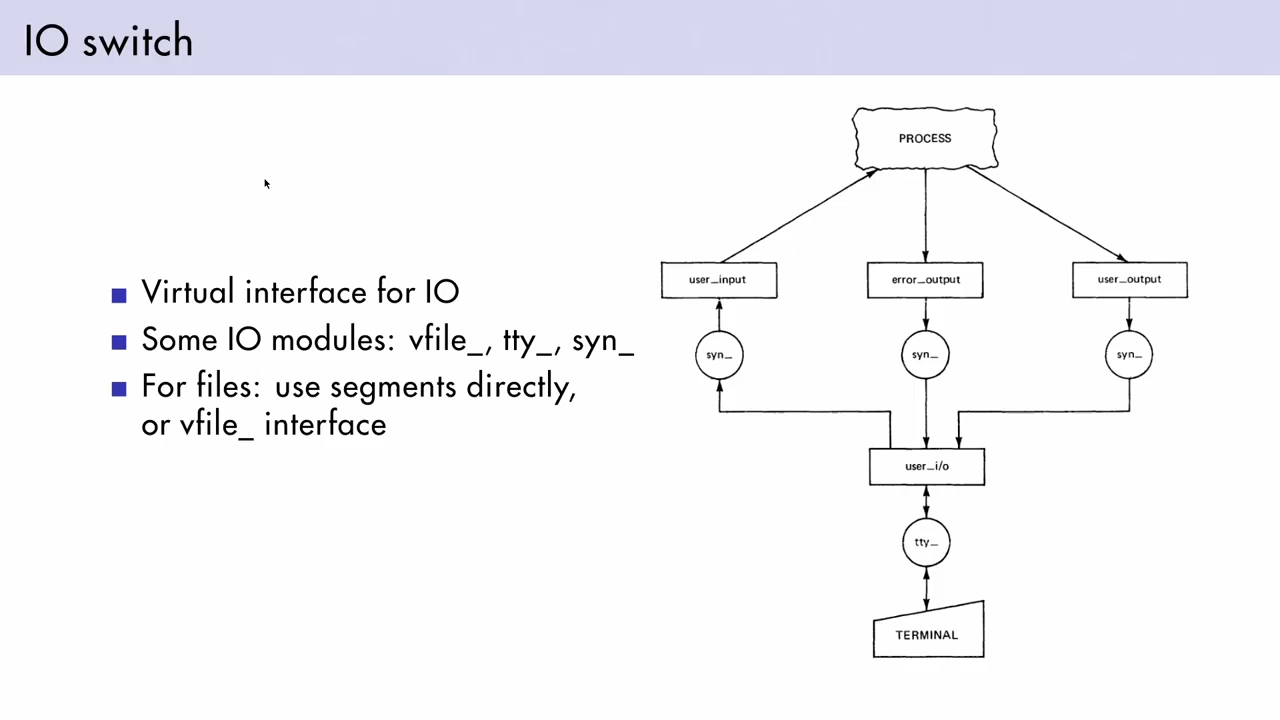 IO switch
Virtual interface for IO
Some IO modules: vfile_, tty_, syn_
For files: use segments directly,
or vfile_ interface
PROCESS
user_input
error_output
user_output
syn_
syn_
syn_
user_i/o
tty_
TERMINAL